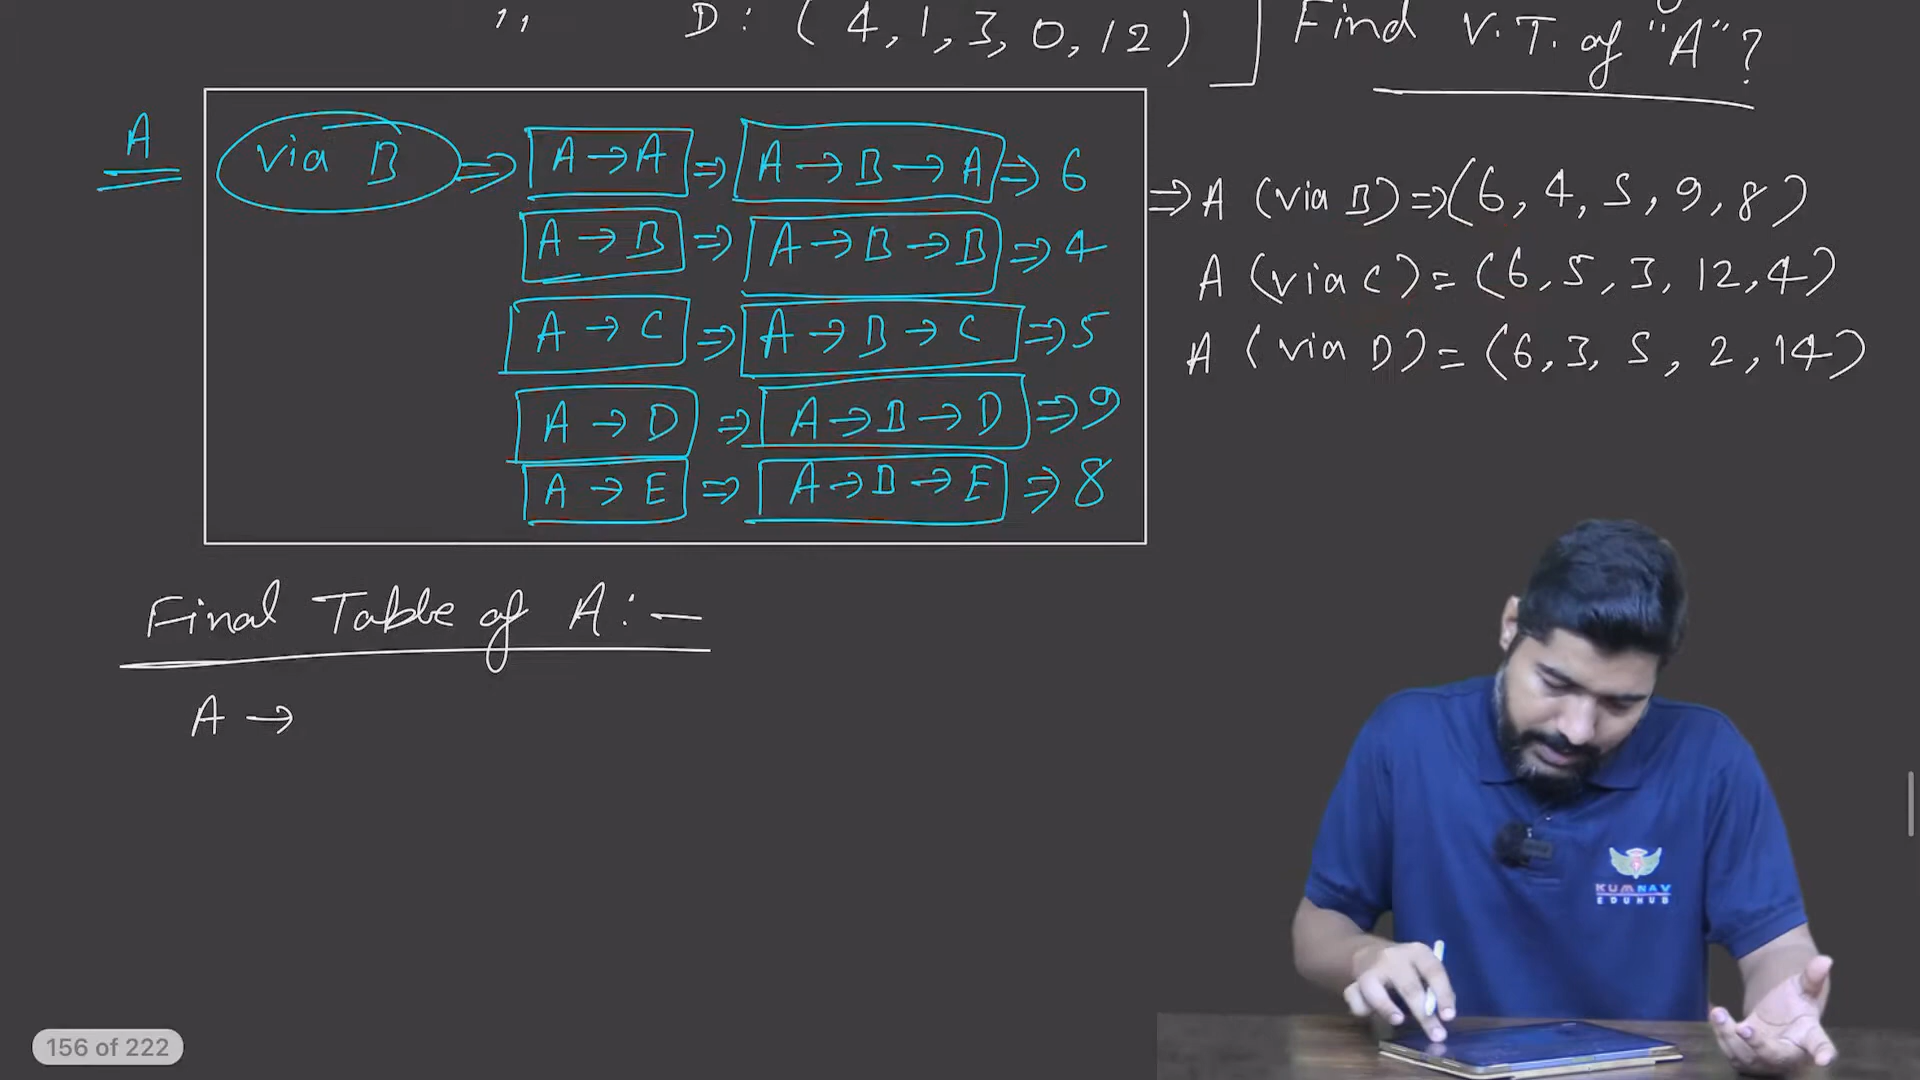 ,, D : ( 4, 1, 3, 0, 12 ) ] Find V.T. of "A" ?
A via B ⇒ A → A ⇒ A → B → A ⇒ 6
A → B ⇒ A → B → B ⇒ 4
A → C ⇒ A → B → C ⇒ 5
A → D ⇒ A → B → D ⇒ 9
A → E ⇒ A → B → E ⇒ 8
⇒ A (via B) ⇒ (6, 4, 5, 9, 8)
A (via C) = (6, 5, 3, 12, 4)
A (via D) = (6, 3, 5, 2, 14)
Final Table of A : —
A →
KUMNAV
EDUHUB
156 of 222